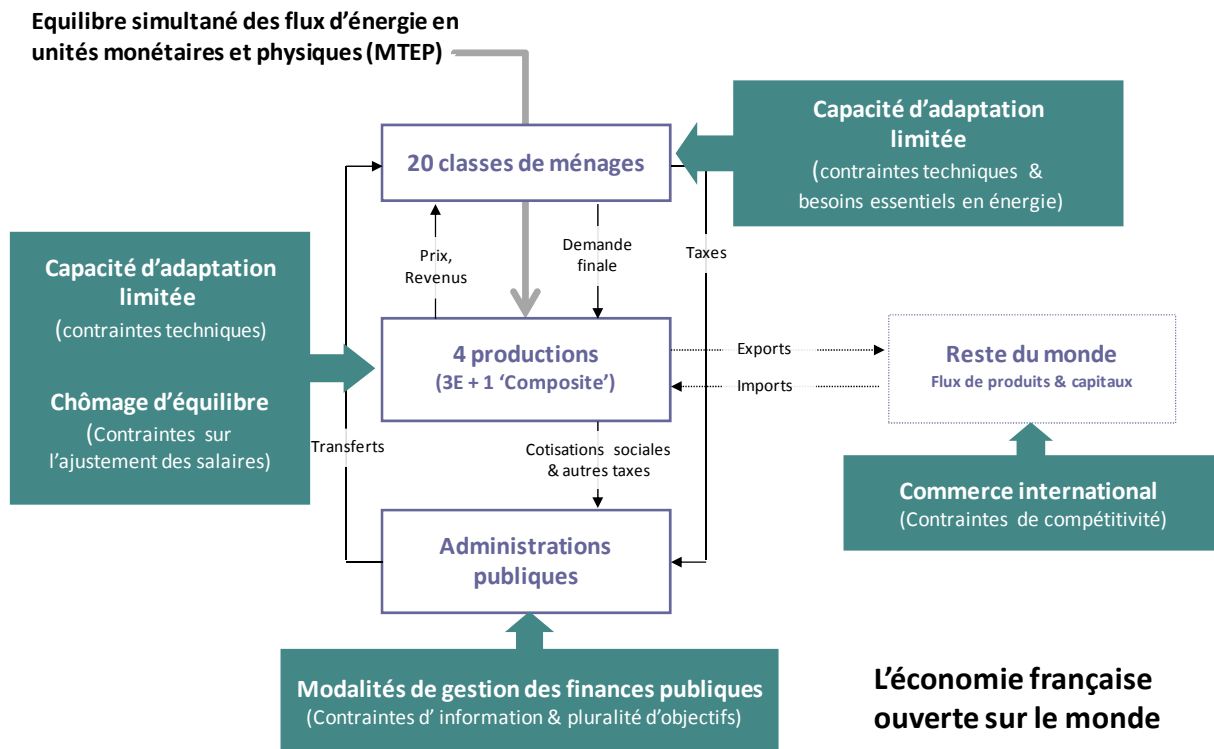 Equilibre simultané des flux d’énergie en
unités monétaires et physiques (MTEP)
Capacité d’adaptation
limitée
(contraintes techniques &
besoins essentiels en énergie)
20 classes de ménages
Prix,
Revenus
Demande
finale
Taxes
Capacité d’adaptation
limitée
(contraintes techniques)
Chômage d’équilibre
(Contraintes sur
l’ajustement des salaires)
4 productions
(3E + 1 ‘Composite’)
Exports
Imports
Reste du monde
Flux de produits & capitaux
Transferts
Cotisations sociales
& autres taxes
Commerce international
(Contraintes de compétitivité)
Administrations
publiques
Modalités de gestion des finances publiques
(Contraintes d’ information & pluralité d’objectifs)
L’économie française
ouverte sur le monde